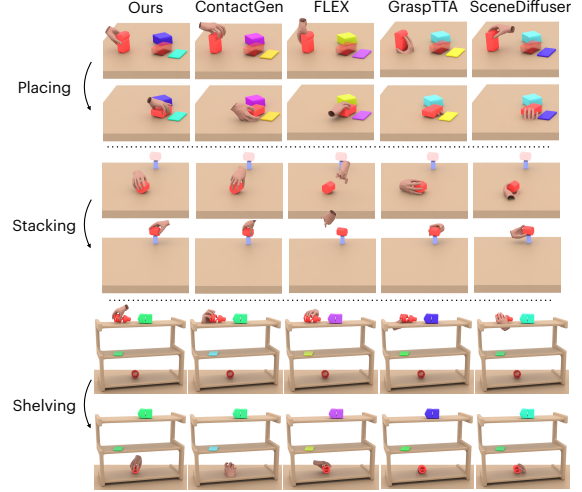 Ours ContactGen FLEX GraspTTA SceneDiffuser
Placing
Stacking
Shelving